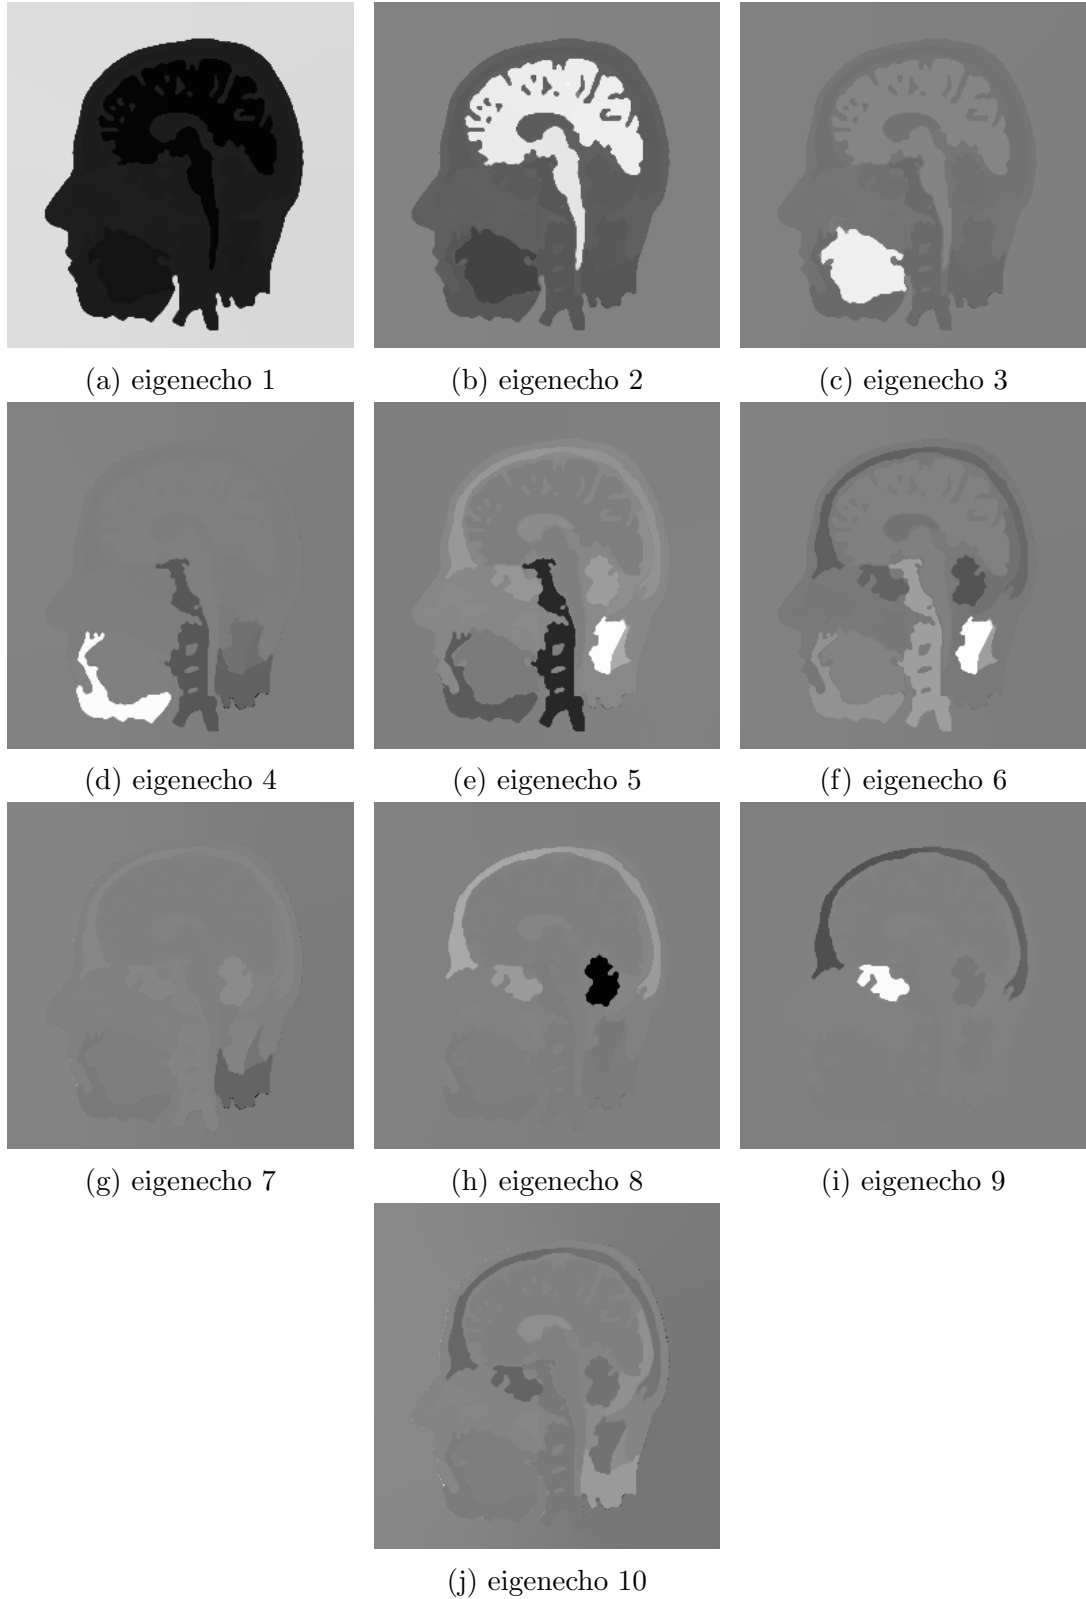 (a) eigenecho 1
(b) eigenecho 2
(c) eigenecho 3
(d) eigenecho 4
(e) eigenecho 5
(f) eigenecho 6
(g) eigenecho 7
(h) eigenecho 8
(i) eigenecho 9
(j) eigenecho 10